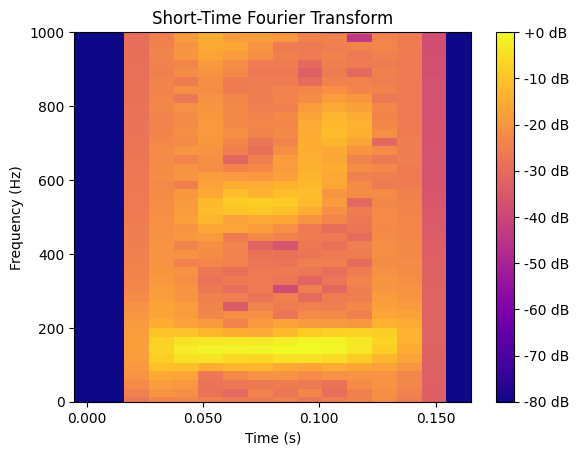 Short-Time Fourier Transform
1000
800
600
400
200
0
Frequency (Hz)
0.000
0.050
0.100
0.150
Time (s)
+0 dB
-10 dB
-20 dB
-30 dB
-40 dB
-50 dB
-60 dB
-70 dB
-80 dB